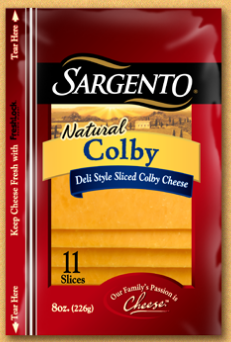 SARGENTO®
Natural
Colby
Deli Style Sliced Colby Cheese
11
Slices
8oz. (226g)
Our Family's Passion is
Cheese™
Tear Here
Keep Cheese Fresh with
Tear Here